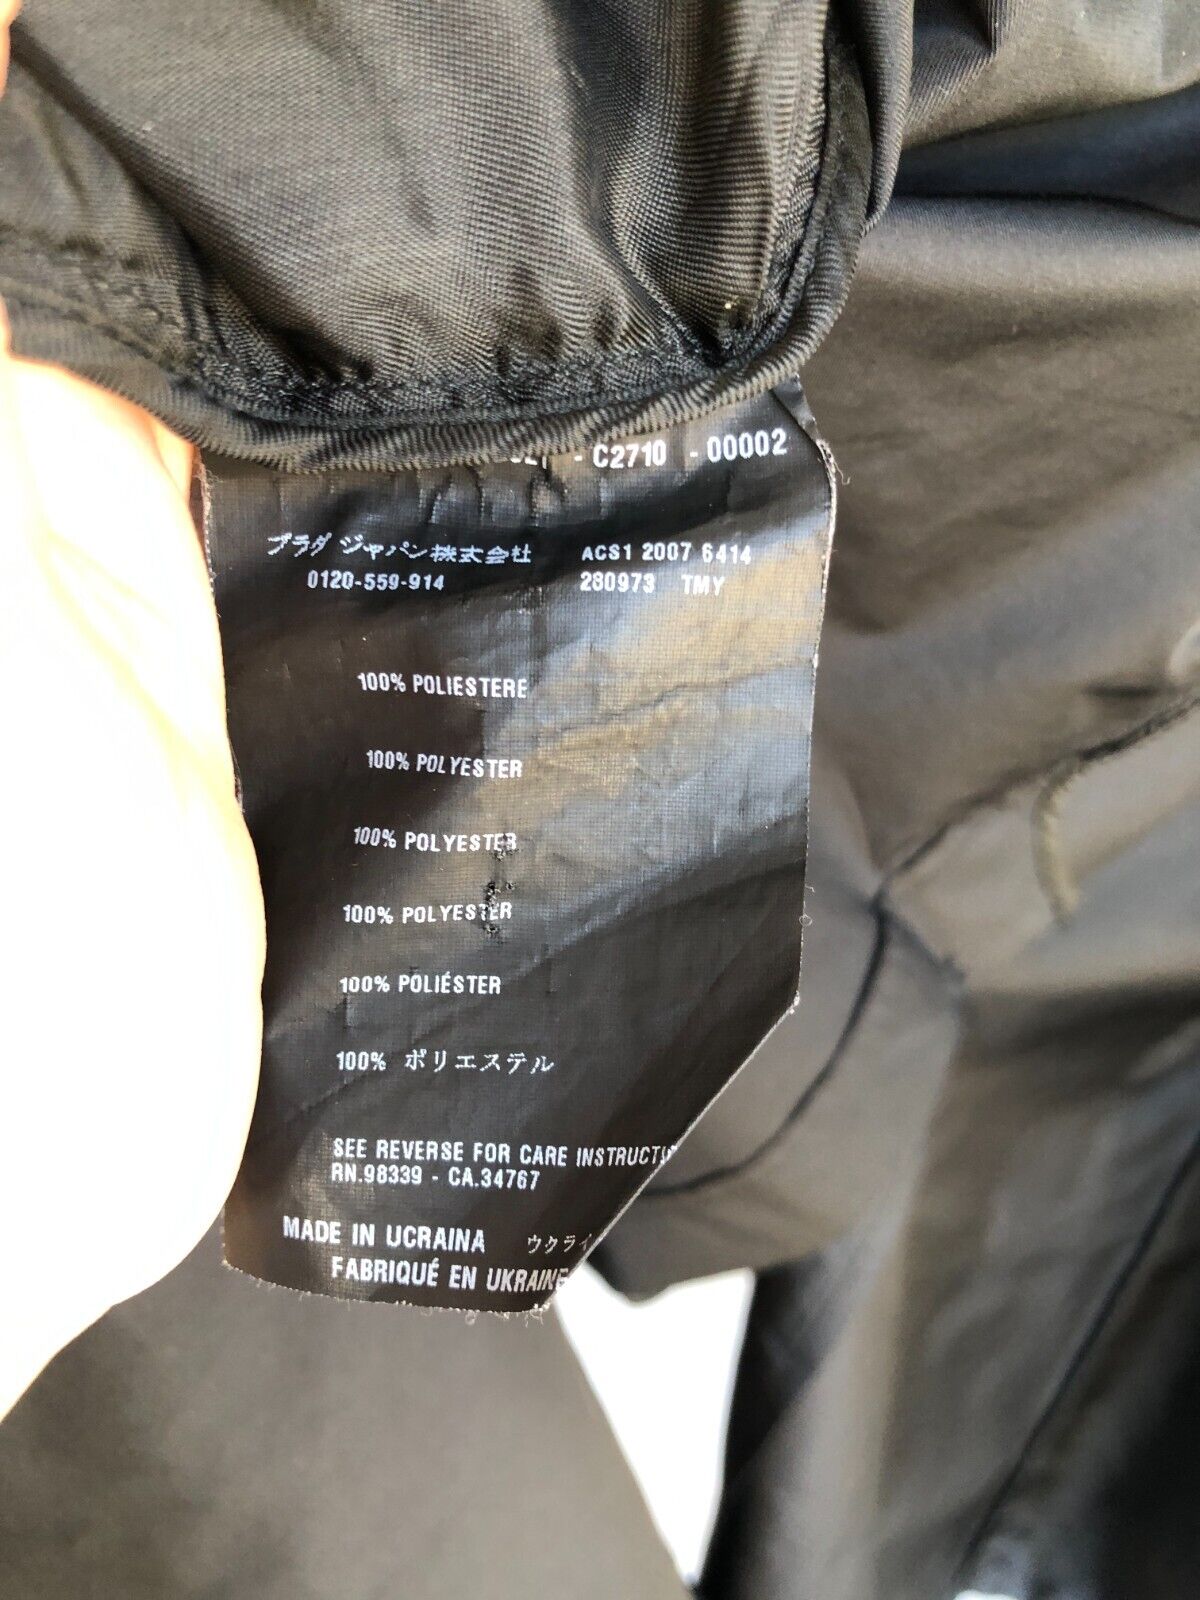 - C2710 - 00002
プラダ ジャパン株式会社 ACS1 2007 6414
0120-559-914 280973 TMY
100% POLIESTERE
100% POLYESTER
100% POLYESTER
100% POLYESTER
100% POLIÉSTER
100% ポリエステル
SEE REVERSE FOR CARE
RN.98339 - CA.34767
MADE IN UCRAINA
FABRIQUÉ EN UKRAINE